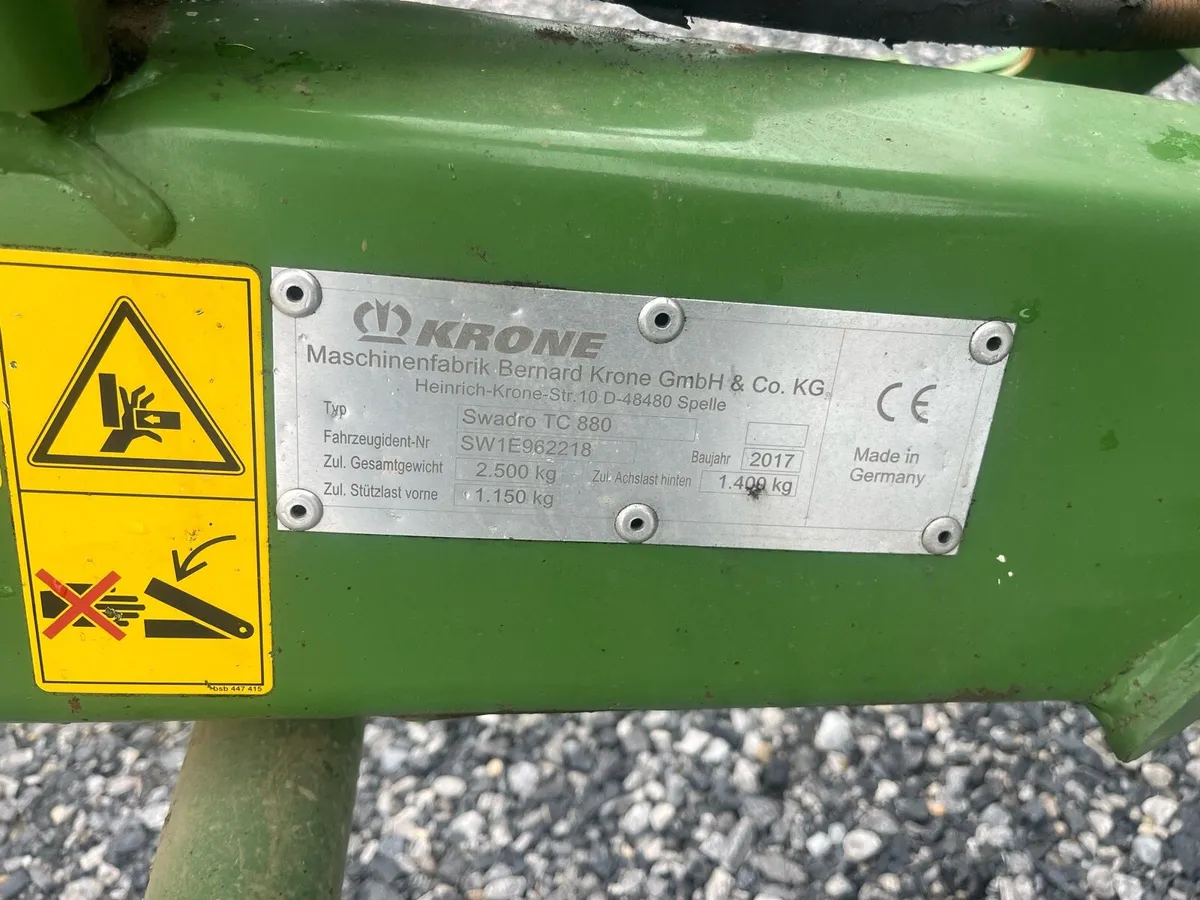 KRONE
Maschinenfabrik Bernard Krone GmbH & Co. KG
Heinrich-Krone-Str.10 D-48480 Spelle
Typ Swadro TC 880
Fahrzeugident-Nr SW1E962218 Baujahr 2017
Zul. Gesamtgewicht 2.500 kg Zul. Achslast hinten 1.400 kg
Zul. Stützlast vorne 1.150 kg
CE
Made in
Germany
bsb 447 415